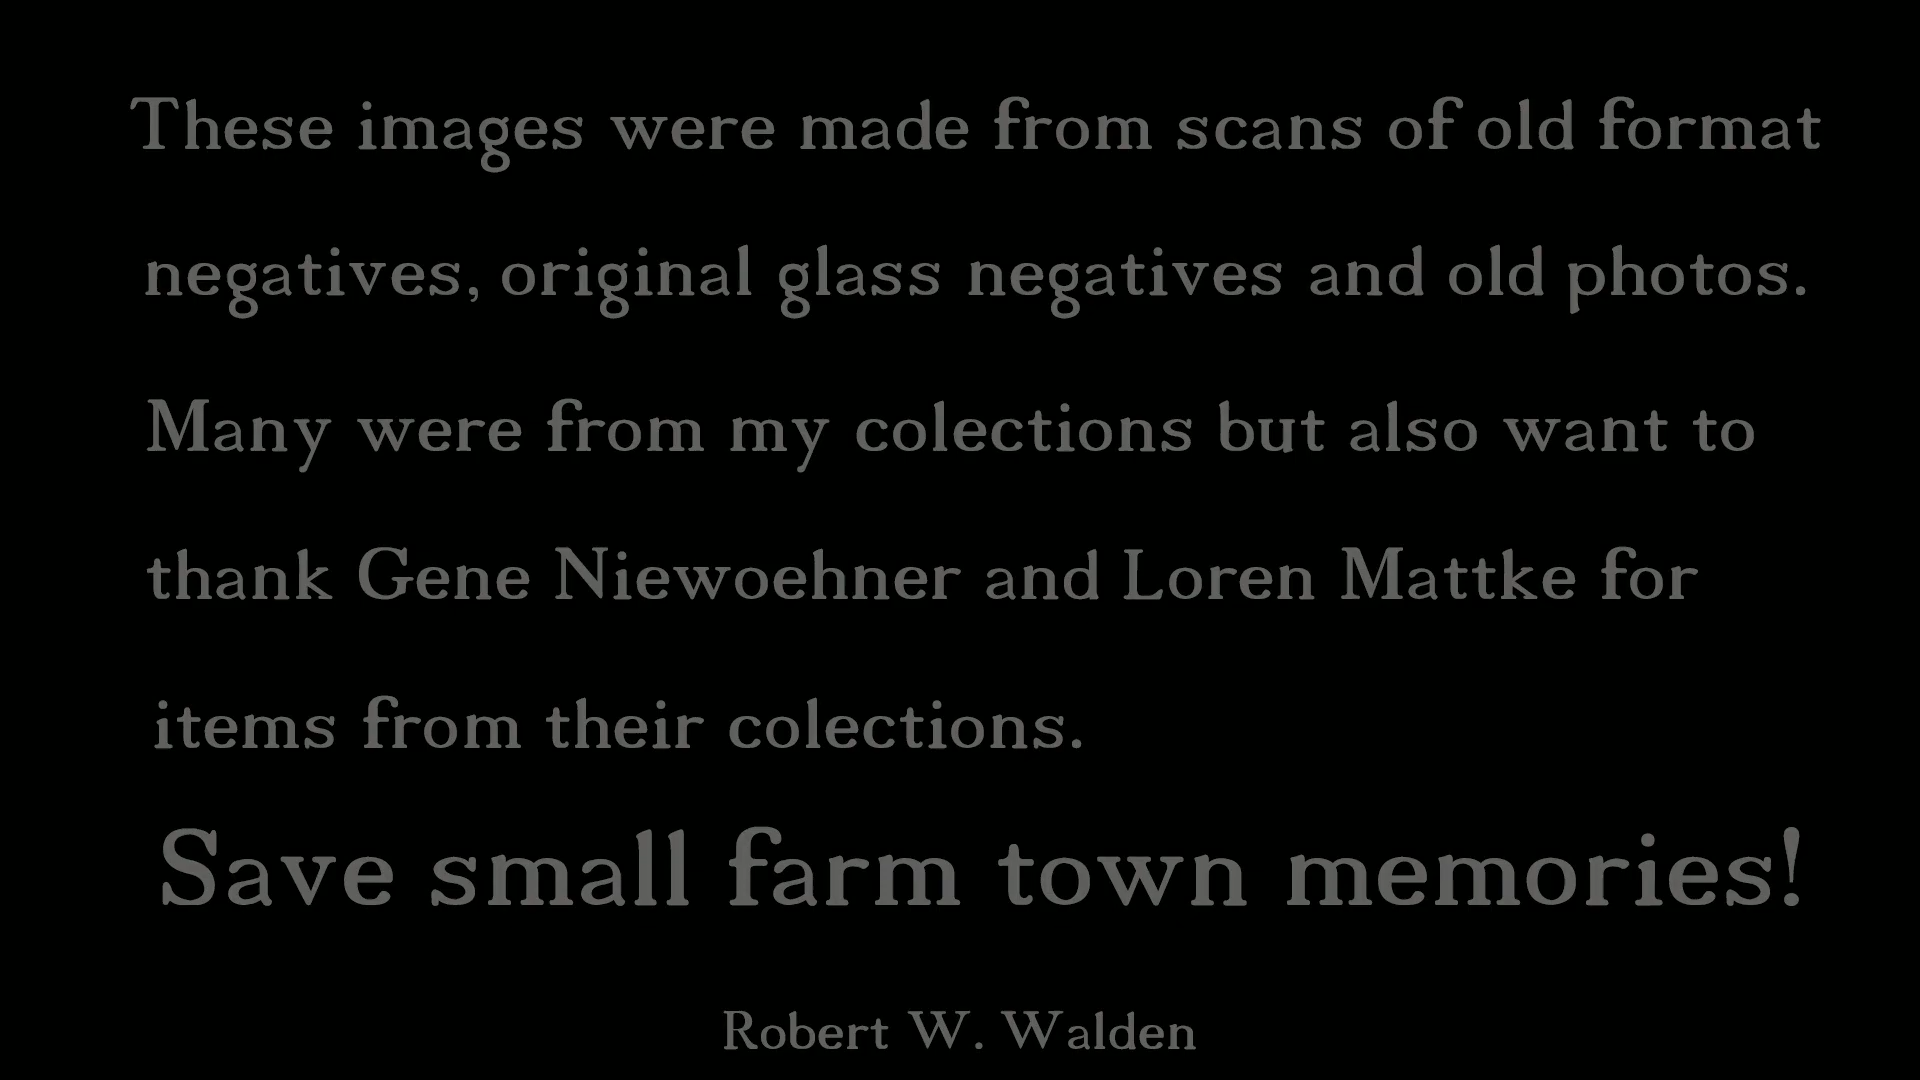 These images were made from scans of old format
negatives, original glass negatives and old photos.
Many were from my colections but also want to
thank Gene Niewoehner and Loren Mattke for
items from their colections.
Save small farm town memories!
Robert W. Walden